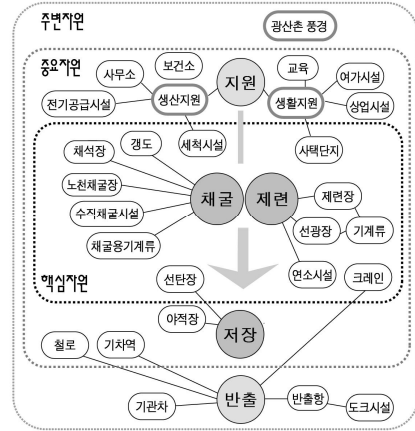 주변자원
광산촌 풍경
중요자원
보건소
사무소
지원
교육
여가시설
전기공급시설
생산지원
생활지원
상업시설
세척시설
사택단지
갱도
채석장
노천채굴장
채굴
제련
제련장
수직채굴시설
선광장
기계류
채굴용기계류
연소시설
크레인
핵심자원
선탄장
야적장
저장
철로
기차역
기관차
반출
반출항
도크시설